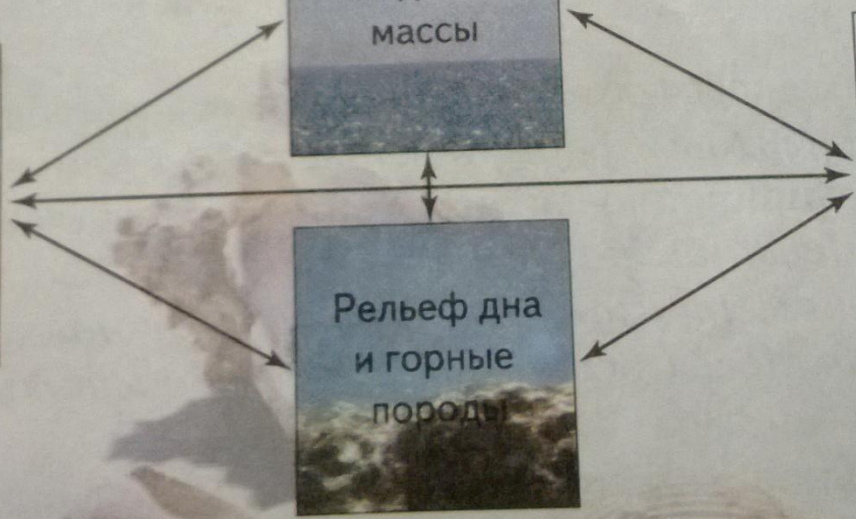 массы
Рельеф дна
и горные
породы